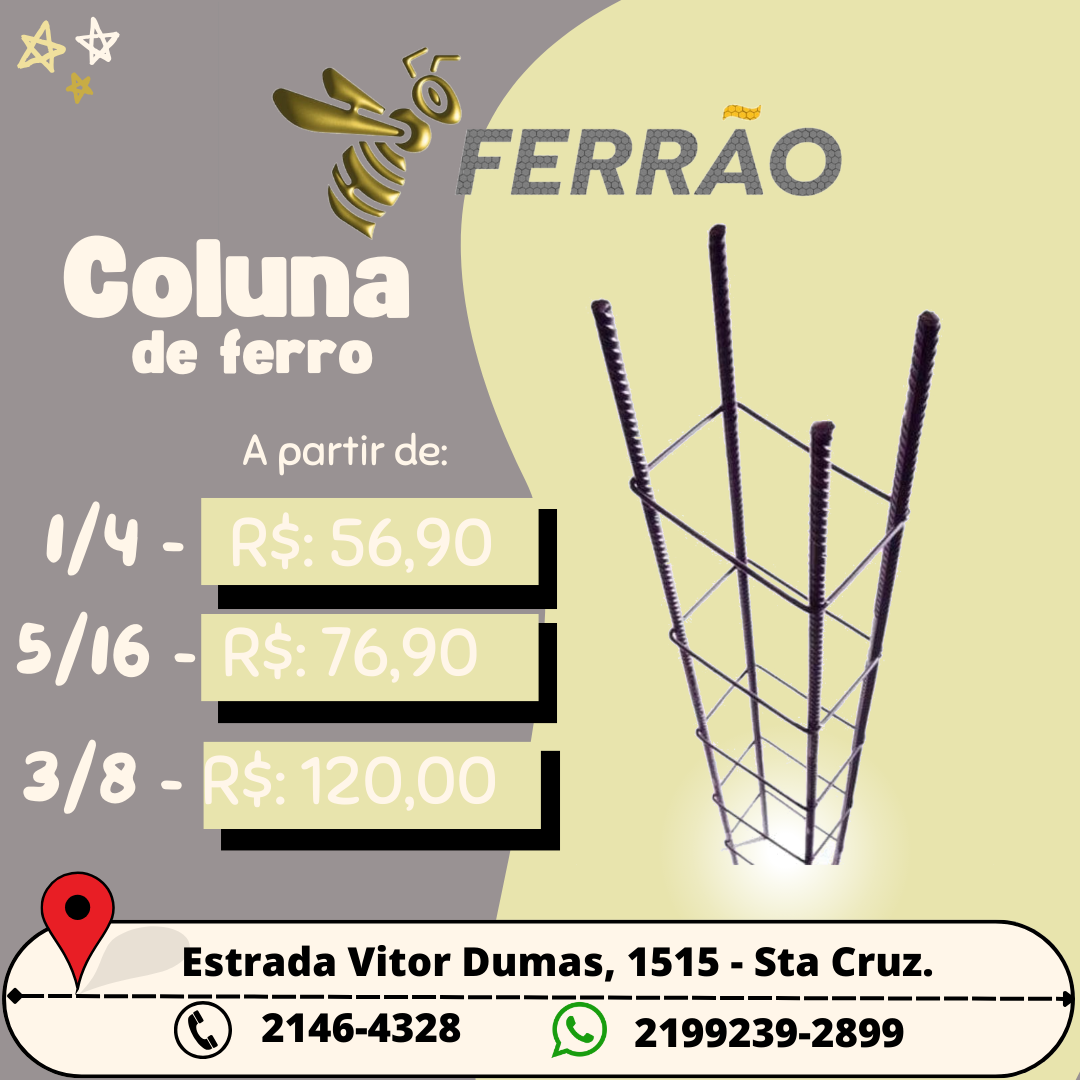 FERRÃO
Coluna
de ferro
A partir de:
1/4 - R$: 56,90
5/16 - R$: 76,90
3/8 - R$: 120,00
Estrada Vitor Dumas, 1515 - Sta Cruz.
2146-4328 2199239-2899